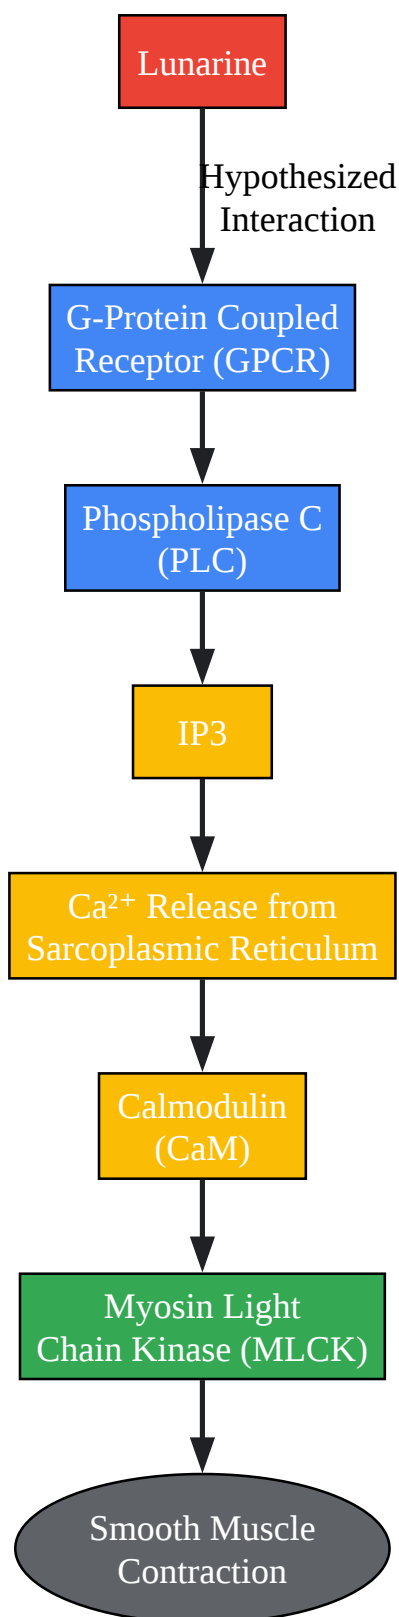 Lunarine
Hypothesized
Interaction
G-Protein Coupled
Receptor (GPCR)
Phospholipase C
(PLC)
IP3
Ca²⁺ Release from
Sarcoplasmic Reticulum
Calmodulin
(CaM)
Myosin Light
Chain Kinase (MLCK)
Smooth Muscle
Contraction